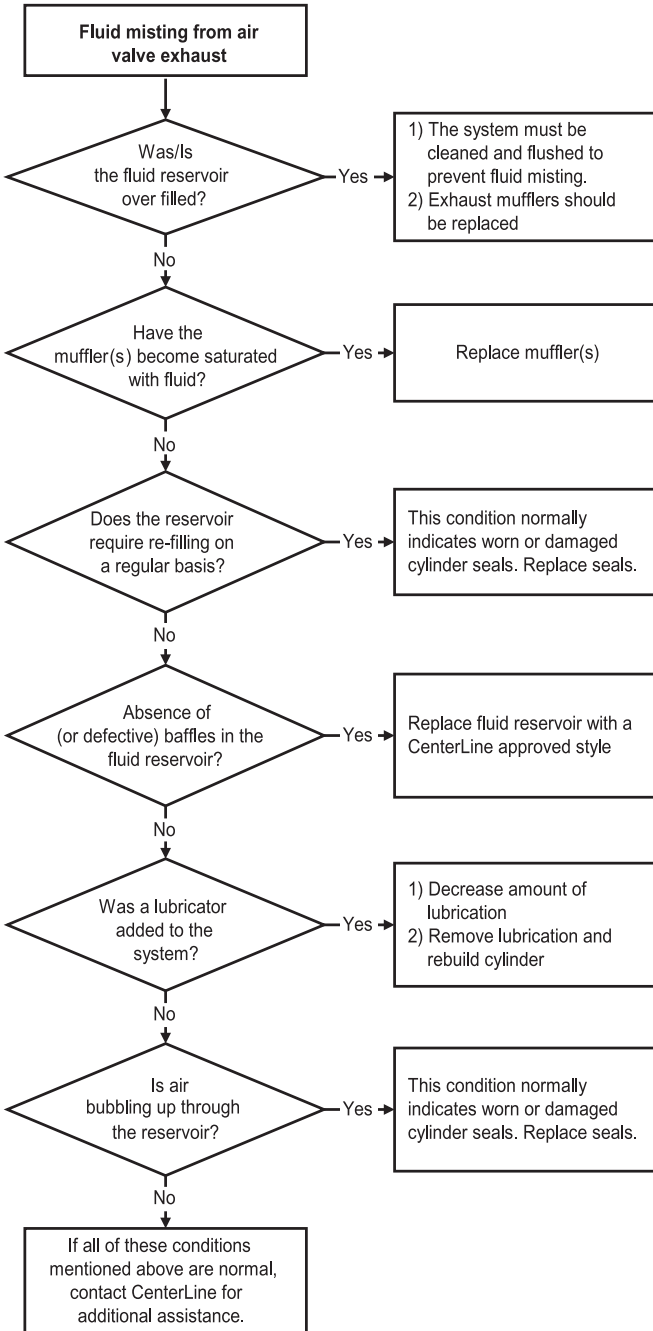 Fluid misting from air
valve exhaust
Was/Is
the fluid reservoir
over filled?
Yes
1) The system must be
cleaned and flushed to
prevent fluid misting.
2) Exhaust mufflers should
be replaced
No
Have the
muffler(s) become saturated
with fluid?
Yes
Replace muffler(s)
No
Does the reservoir
require re-filling on
a regular basis?
Yes
This condition normally
indicates worn or damaged
cylinder seals. Replace seals.
No
Absence of
(or defective) baffles in the
fluid reservoir?
Yes
Replace fluid reservoir with a
CenterLine approved style
No
Was a lubricator
added to the
system?
Yes
1) Decrease amount of
lubrication
2) Remove lubrication and
rebuild cylinder
No
Is air
bubbling up through
the reservoir?
Yes
This condition normally
indicates worn or damaged
cylinder seals. Replace seals.
No
If all of these conditions
mentioned above are normal,
contact CenterLine for
additional assistance.